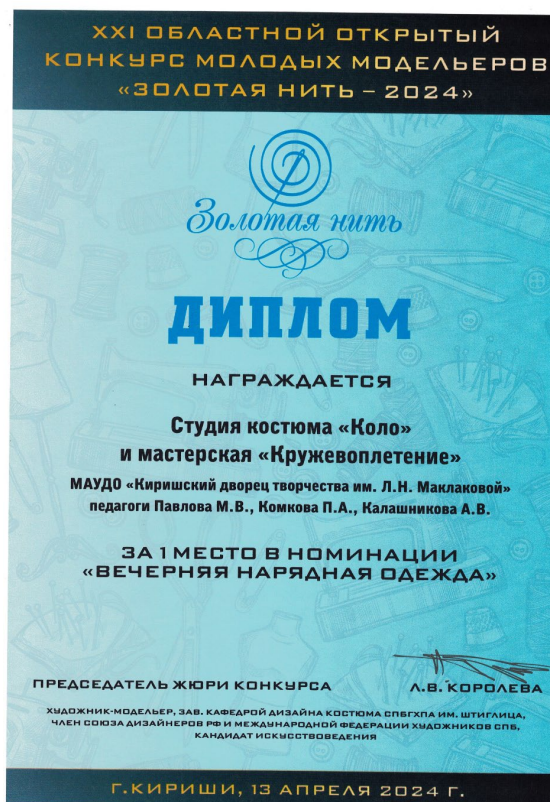 XXI ОБЛАСТНОЙ ОТКРЫТЫЙ
КОНКУРС МОЛОДЫХ МОДЕЛЬЕРОВ
«ЗОЛОТАЯ НИТЬ – 2024»
Золотая нить
ДИПЛОМ
НАГРАЖДАЕТСЯ
Студия костюма «Коло»
и мастерская «Кружевоплетение»
МАУДО «Киришский дворец творчества им. Л.Н. Маклаковой»
педагоги Павлова М.В., Комкова П.А., Калашникова А.В.
ЗА 1 МЕСТО В НОМИНАЦИИ
«ВЕЧЕРНЯЯ НАРЯДНАЯ ОДЕЖДА»
ПРЕДСЕДАТЕЛЬ ЖЮРИ КОНКУРСА Л.В. КОРОЛЕВА
ХУДОЖНИК-МОДЕЛЬЕР, ЗАВ. КАФЕДРОЙ ДИЗАЙНА КОСТЮМА СПБГХПА ИМ. ШТИГЛИЦА,
ЧЛЕН СОЮЗА ДИЗАЙНЕРОВ РФ И МЕЖДУНАРОДНОЙ ФЕДЕРАЦИИ ХУДОЖНИКОВ СПБ,
КАНДИДАТ ИСКУССТВОВЕДЕНИЯ
Г.КИРИШИ, 13 АПРЕЛЯ 2024 Г.